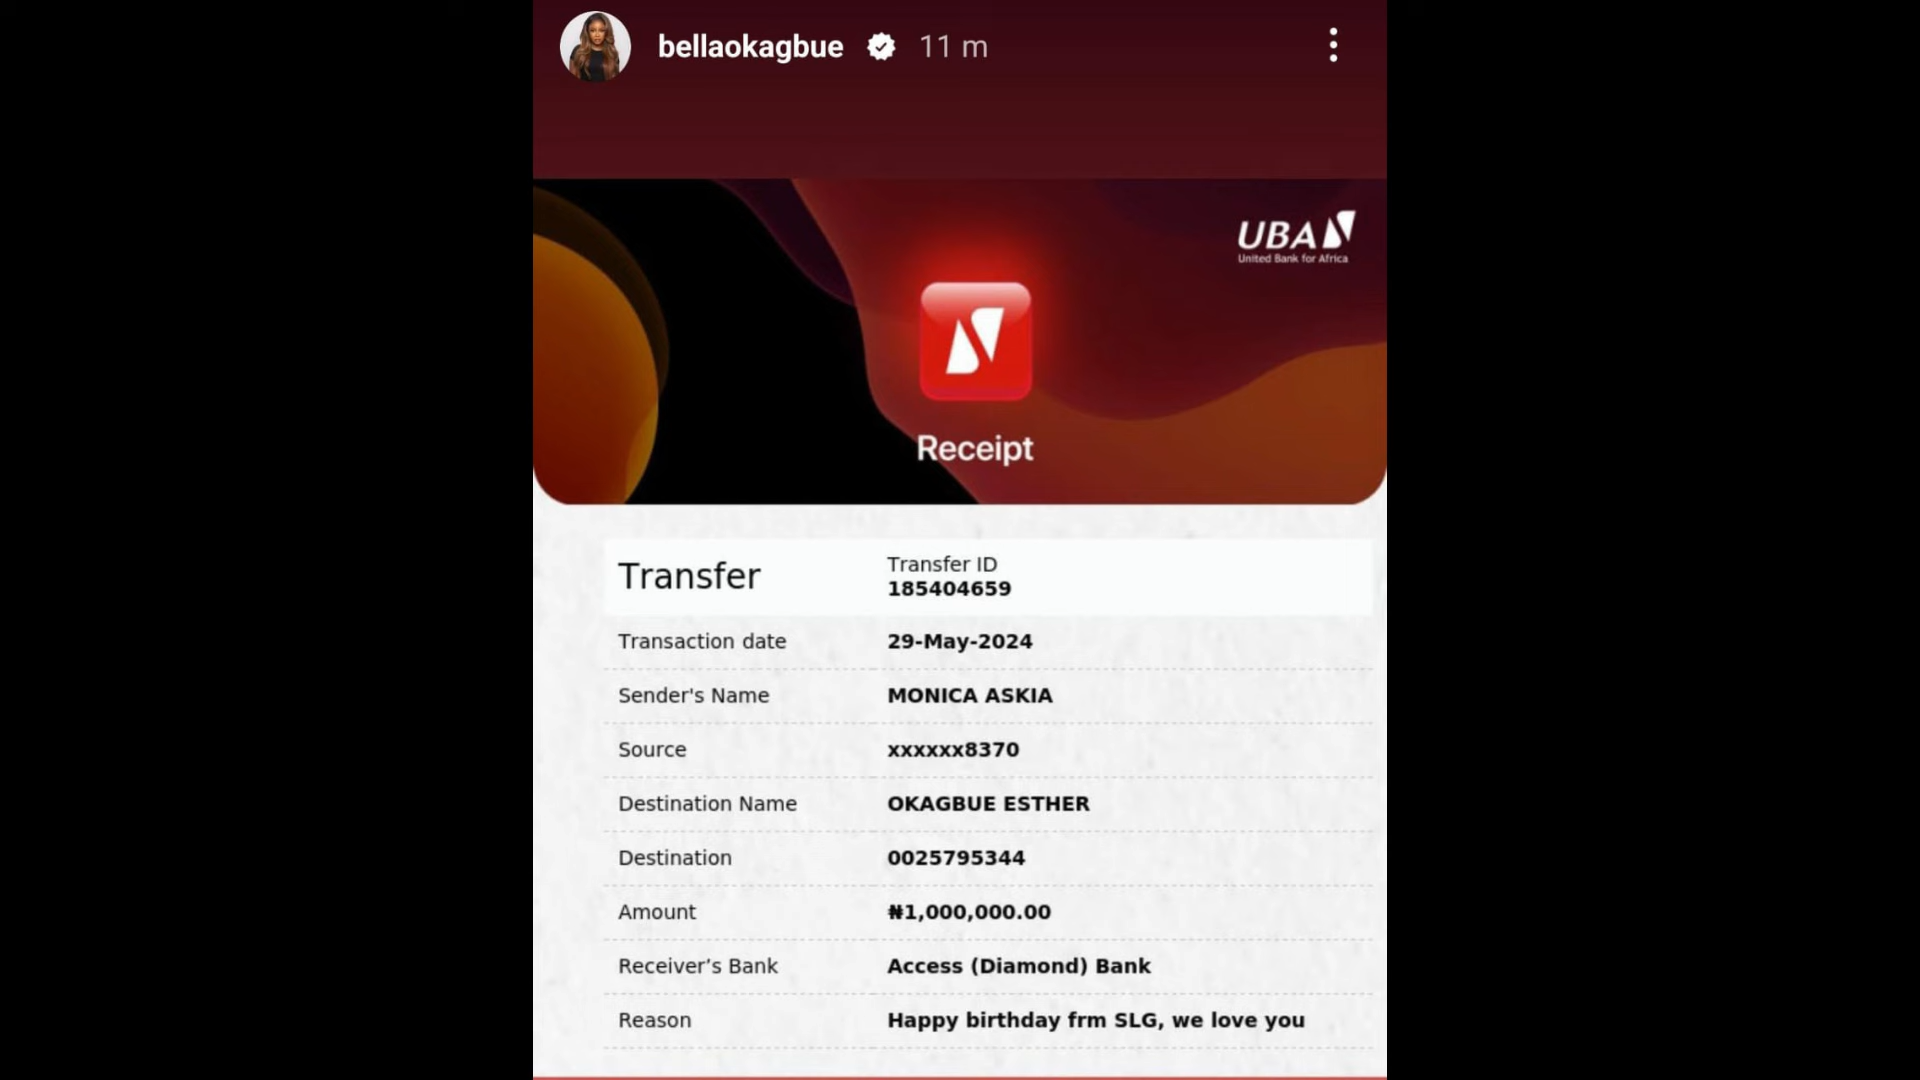 bellaokagbue 11 m
UBA
United Bank for Africa
Receipt
Transfer
Transfer ID
185404659
Transaction date 29-May-2024
Sender's Name MONICA ASKIA
Source xxxxxx8370
Destination Name OKAGBUE ESTHER
Destination 0025795344
Amount ₦1,000,000.00
Receiver’s Bank Access (Diamond) Bank
Reason Happy birthday frm SLG, we love you